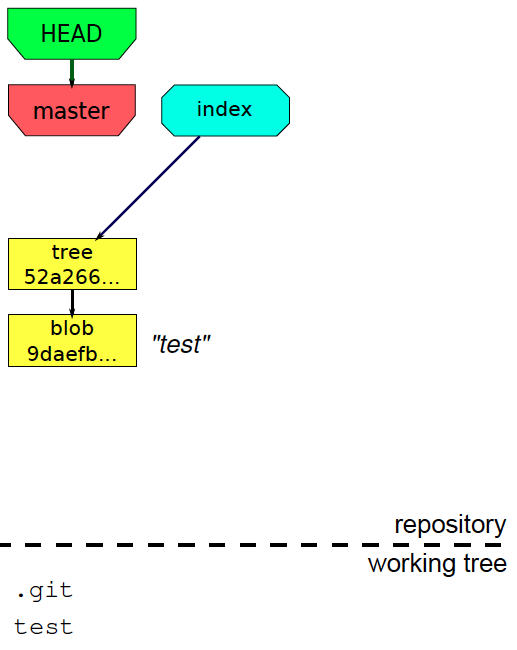 HEAD
master
index
tree
52a266...
blob
9daefb...
"test"
repository
working tree
.git
test